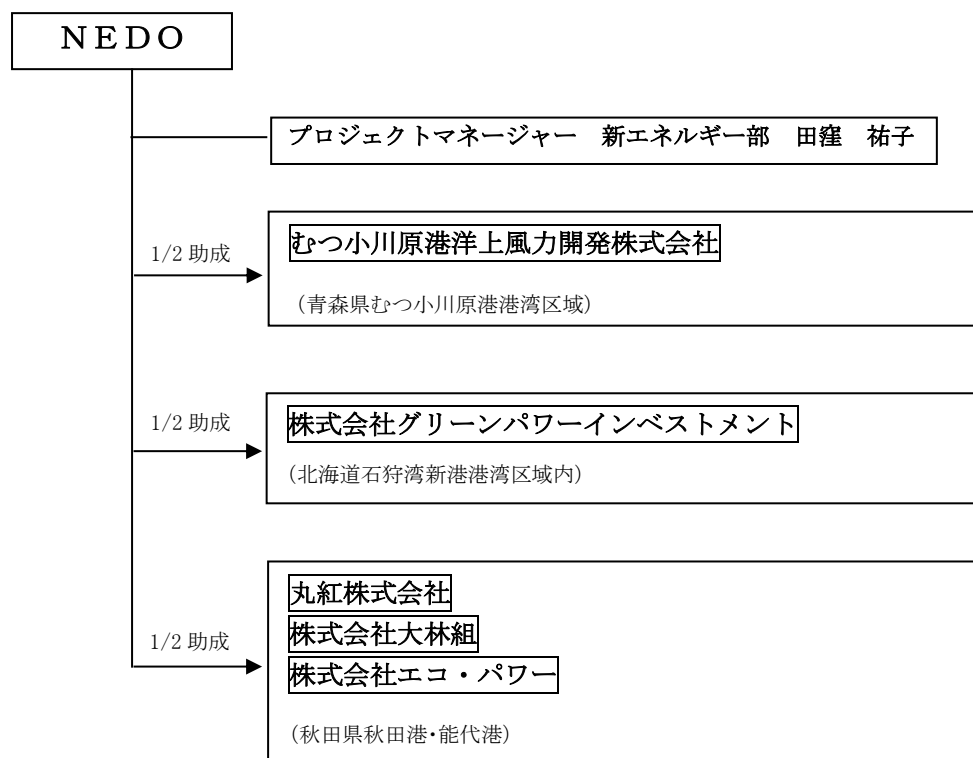 NEDO
プロジェクトマネージャー　新エネルギー部　田窪　祐子
1/2 助成
むつ小川原港洋上風力開発株式会社
（青森県むつ小川原港港湾区域）
1/2 助成
株式会社グリーンパワーインベストメント
（北海道石狩湾新港港湾区域内）
1/2 助成
丸紅株式会社
株式会社大林組
株式会社エコ・パワー
（秋田県秋田港・能代港）